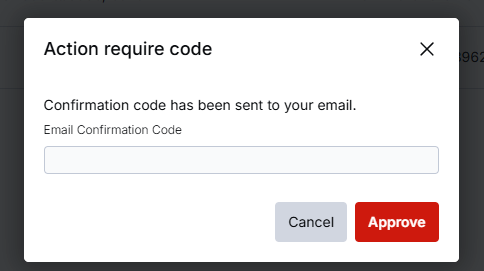 Action require code
Confirmation code has been sent to your email.
Email Confirmation Code
Cancel
Approve